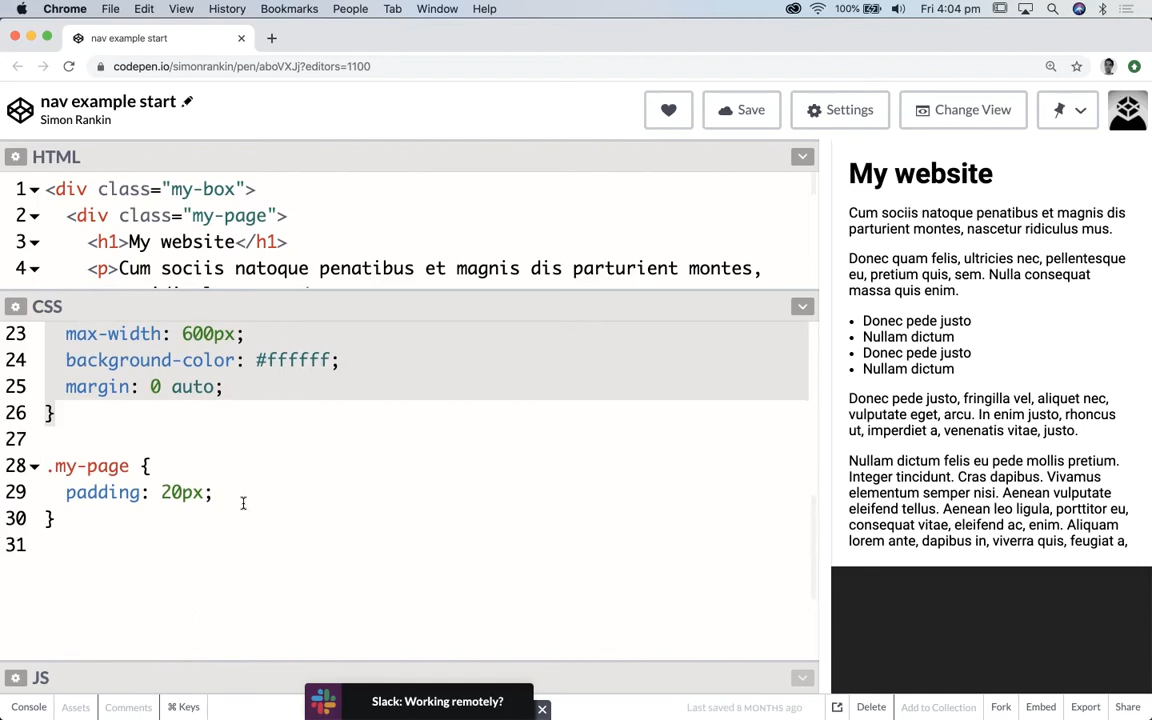 Chrome File Edit View History Bookmarks People Tab Window Help 100% Fri 4:04 pm
nav example start
codepen.io/simonrankin/pen/aboVXJj?editors=1100
nav example start
Simon Rankin
Save Settings Change View
HTML
1 <div class="my-box">
2 <div class="my-page">
3 <h1>My website</h1>
4 <p>Cum sociis natoque penatibus et magnis dis parturient montes,
CSS
23 max-width: 600px;
24 background-color: #ffffff;
25 margin: 0 auto;
26 }
27
28 .my-page {
29 padding: 20px;
30 }
31
JS
My website
Cum sociis natoque penatibus et magnis dis
parturient montes, nascetur ridiculus mus.
Donec quam felis, ultricies nec, pellentesque
eu, pretium quis, sem. Nulla consequat
massa quis enim.
• Donec pede justo
• Nullam dictum
• Donec pede justo
• Nullam dictum
Donec pede justo, fringilla vel, aliquet nec,
vulputate eget, arcu. In enim justo, rhoncus
ut, imperdiet a, venenatis vitae, justo.
Nullam dictum felis eu pede mollis pretium.
Integer tincidunt. Cras dapibus. Vivamus
elementum semper nisi. Aenean vulputate
eleifend tellus. Aenean leo ligula, porttitor eu,
consequat vitae, eleifend ac, enim. Aliquam
lorem ante, dapibus in, viverra quis, feugiat a,
Console Assets Comments ⌘ Keys
Slack: Working remotely?
Last saved 8 MONTHS ago
Delete Add to Collection Fork Embed Export Share